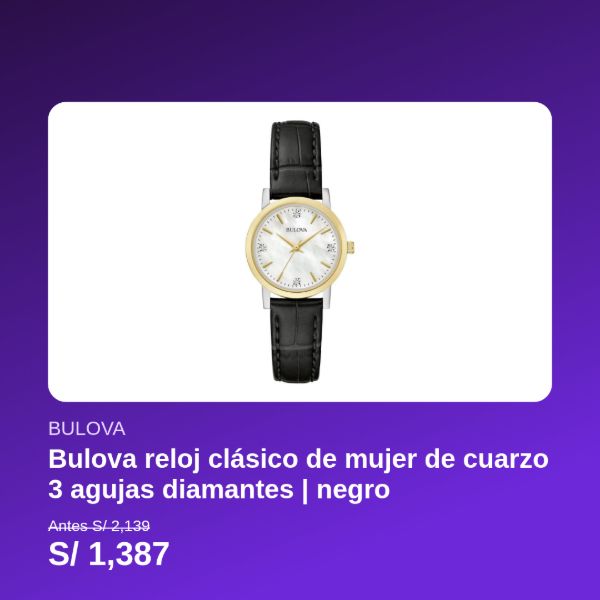 BULOVA
BULOVA
Bulova reloj clásico de mujer de cuarzo
3 agujas diamantes | negro
Antes S/ 2,139
S/ 1,387